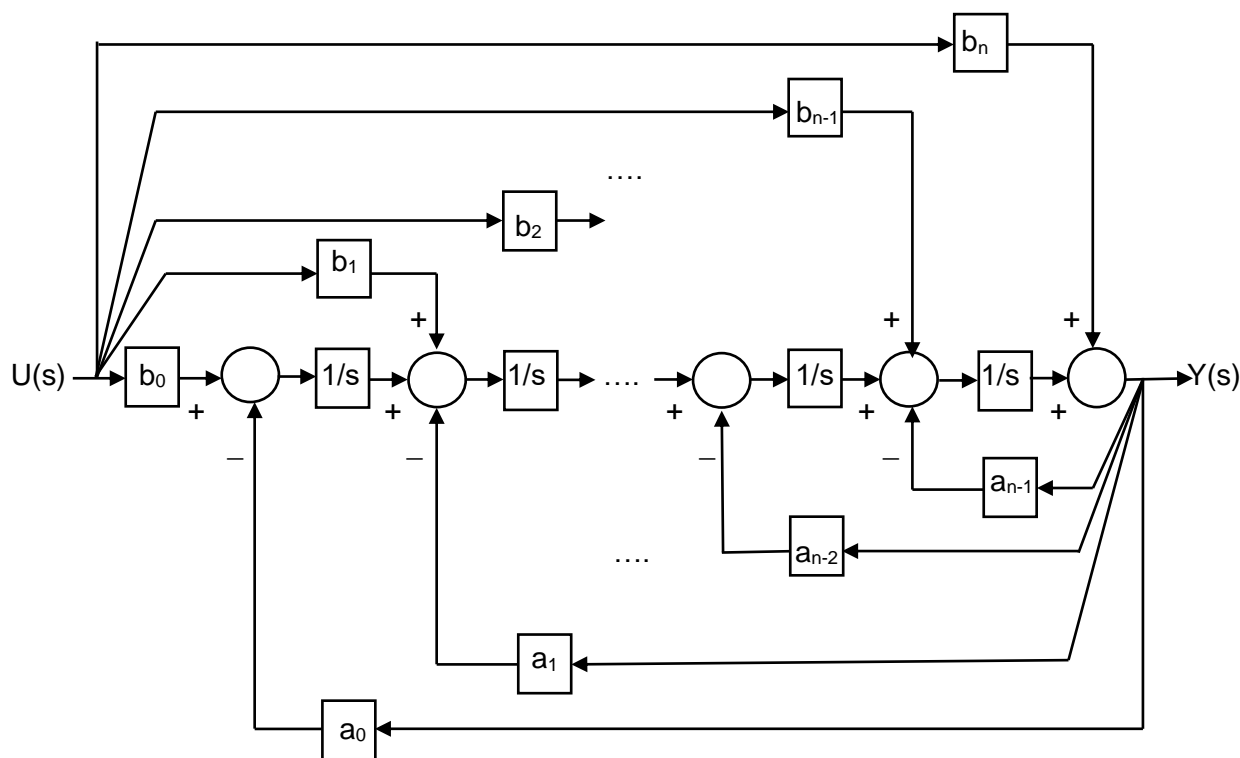 bₙ
bₙ₋₁
....
b₂
b₁
+ + +
U(s) b₀ 1/s 1/s .... 1/s 1/s Y(s)
+ + + + +
– – – –
aₙ₋₁
.... aₙ₋₂
a₁
a₀